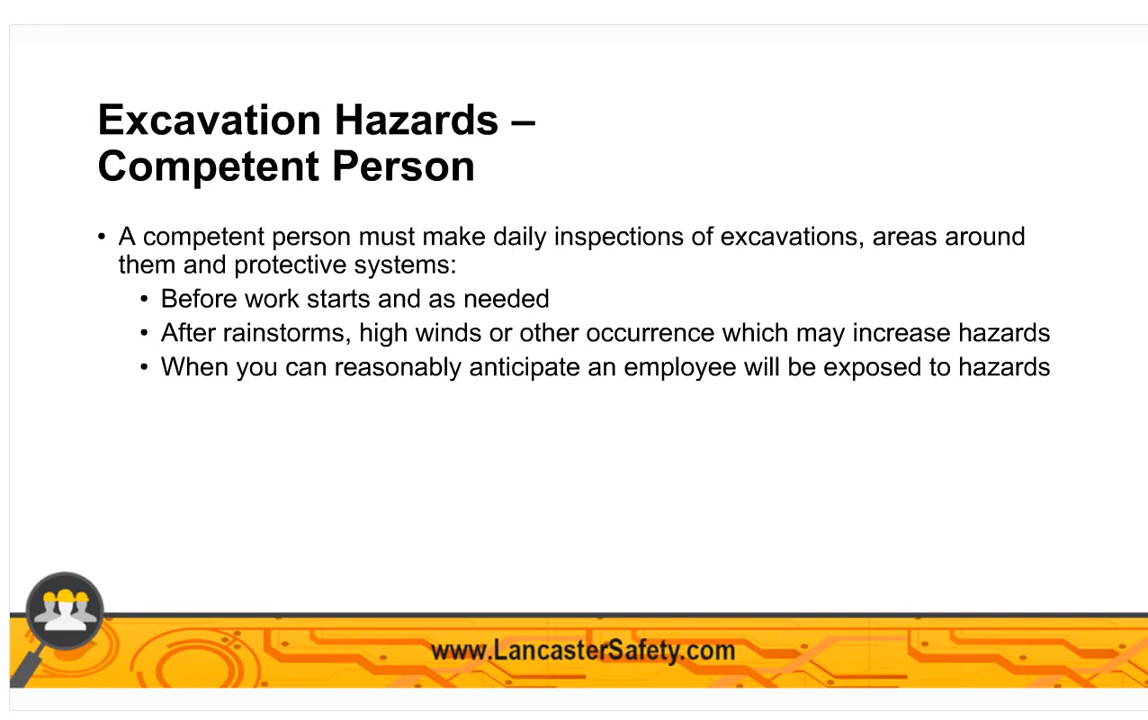 Excavation Hazards –
Competent Person
• A competent person must make daily inspections of excavations, areas around
them and protective systems:
• Before work starts and as needed
• After rainstorms, high winds or other occurrence which may increase hazards
• When you can reasonably anticipate an employee will be exposed to hazards
www.LancasterSafety.com